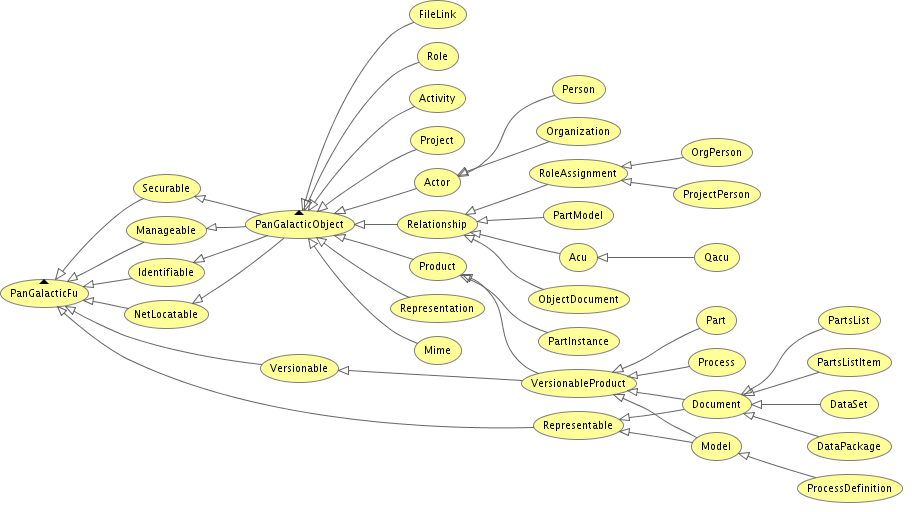 FileLink
Role
Activity
Project
Actor
Person
Organization
RoleAssignment
OrgPerson
ProjectPerson
Securable
Manageable
Identifiable
NetLocatable
PanGalacticFu
PanGalacticObject
Relationship
PartModel
Acu
Qacu
ObjectDocument
Product
Representation
Mime
PartInstance
Versionable
VersionableProduct
Representable
Part
Process
Document
Model
PartsList
PartsListItem
DataSet
DataPackage
ProcessDefinition